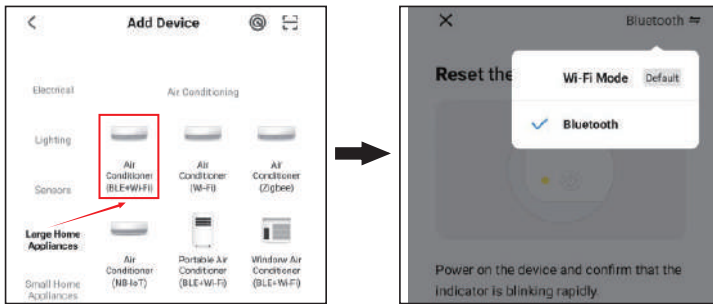 Add Device
Electrical
Air Conditioning
Lighting
Air
Conditioner
(BLE+Wi-Fi)
Air
Conditioner
(Wi-Fi)
Air
Conditioner
(Zigbee)
Sensors
Large Home
Appliances
Air
Conditioner
(NB-IoT)
Portable Air
Conditioner
(BLE+Wi-Fi)
Window Air
Conditioner
(BLE+Wi-Fi)
Small Home
Appliances
Bluetooth
Reset the
Wi-Fi Mode Default
Bluetooth
Power on the device and confirm that the
indicator is blinking rapidly.